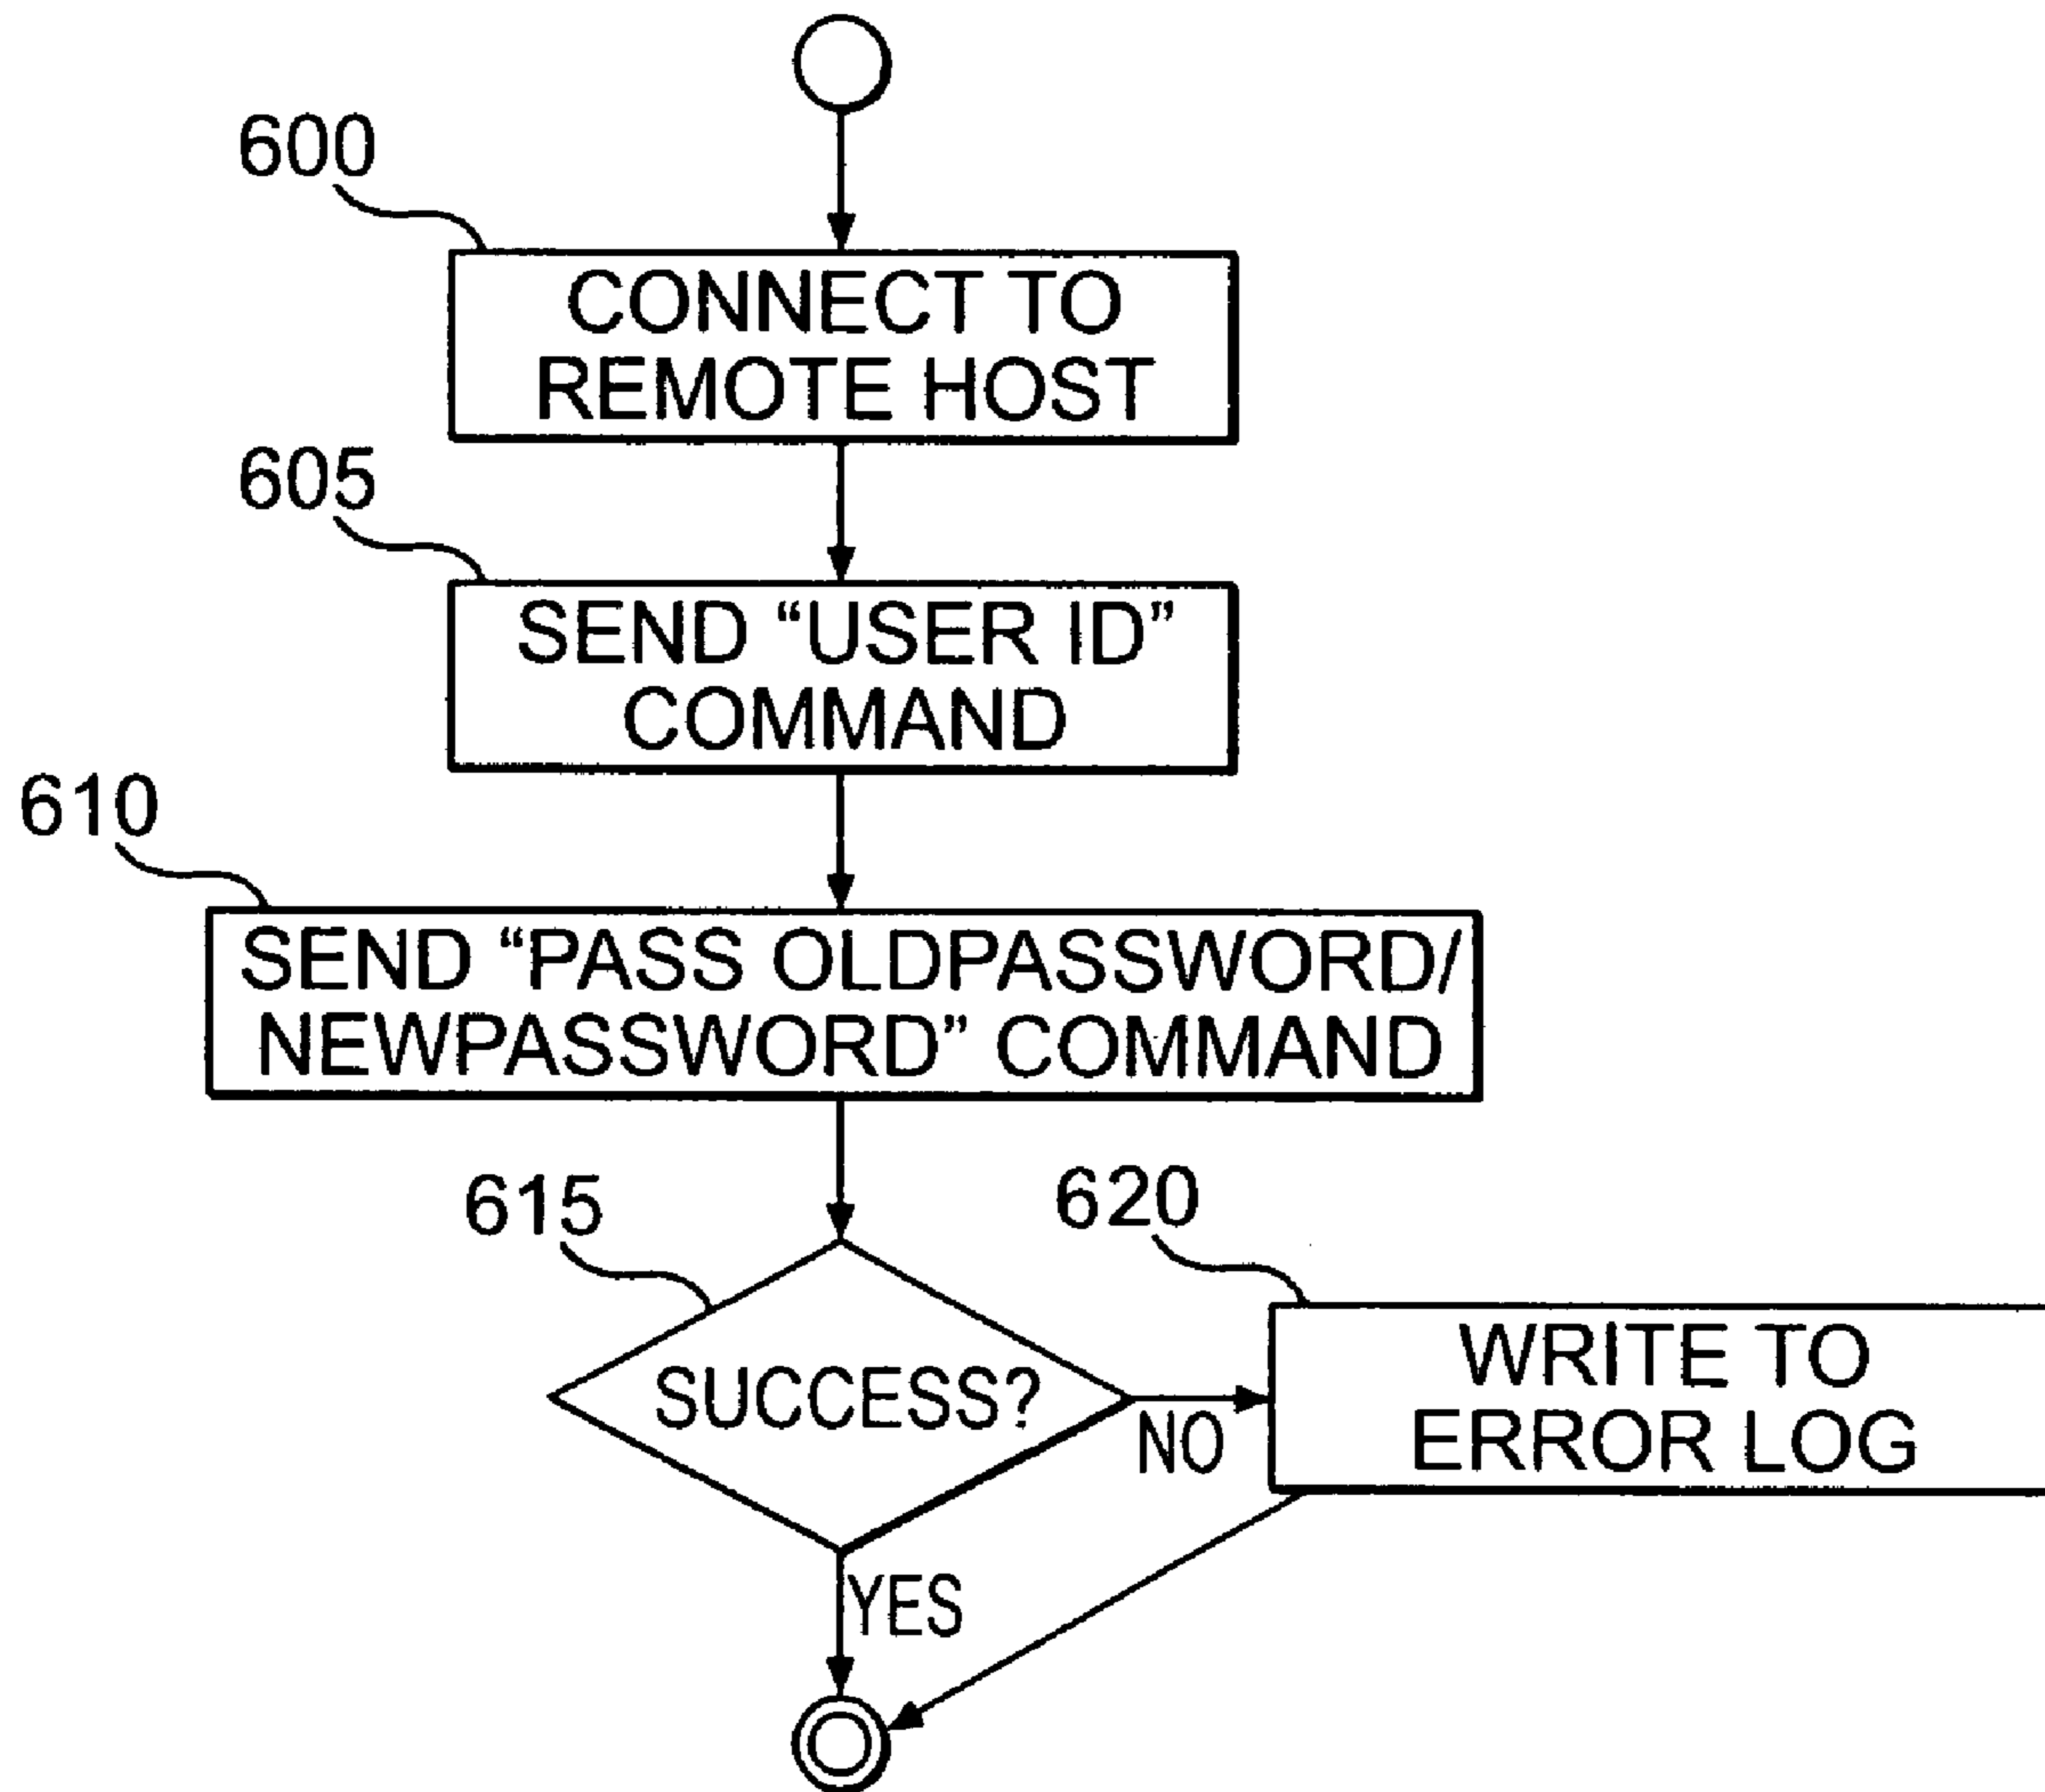 600
CONNECT TO
REMOTE HOST
605
SEND “USER ID”
COMMAND
610
SEND “PASS OLDPASSWORD/
NEWPASSWORD” COMMAND
615
620
SUCCESS?
WRITE TO
ERROR LOG
NO
YES